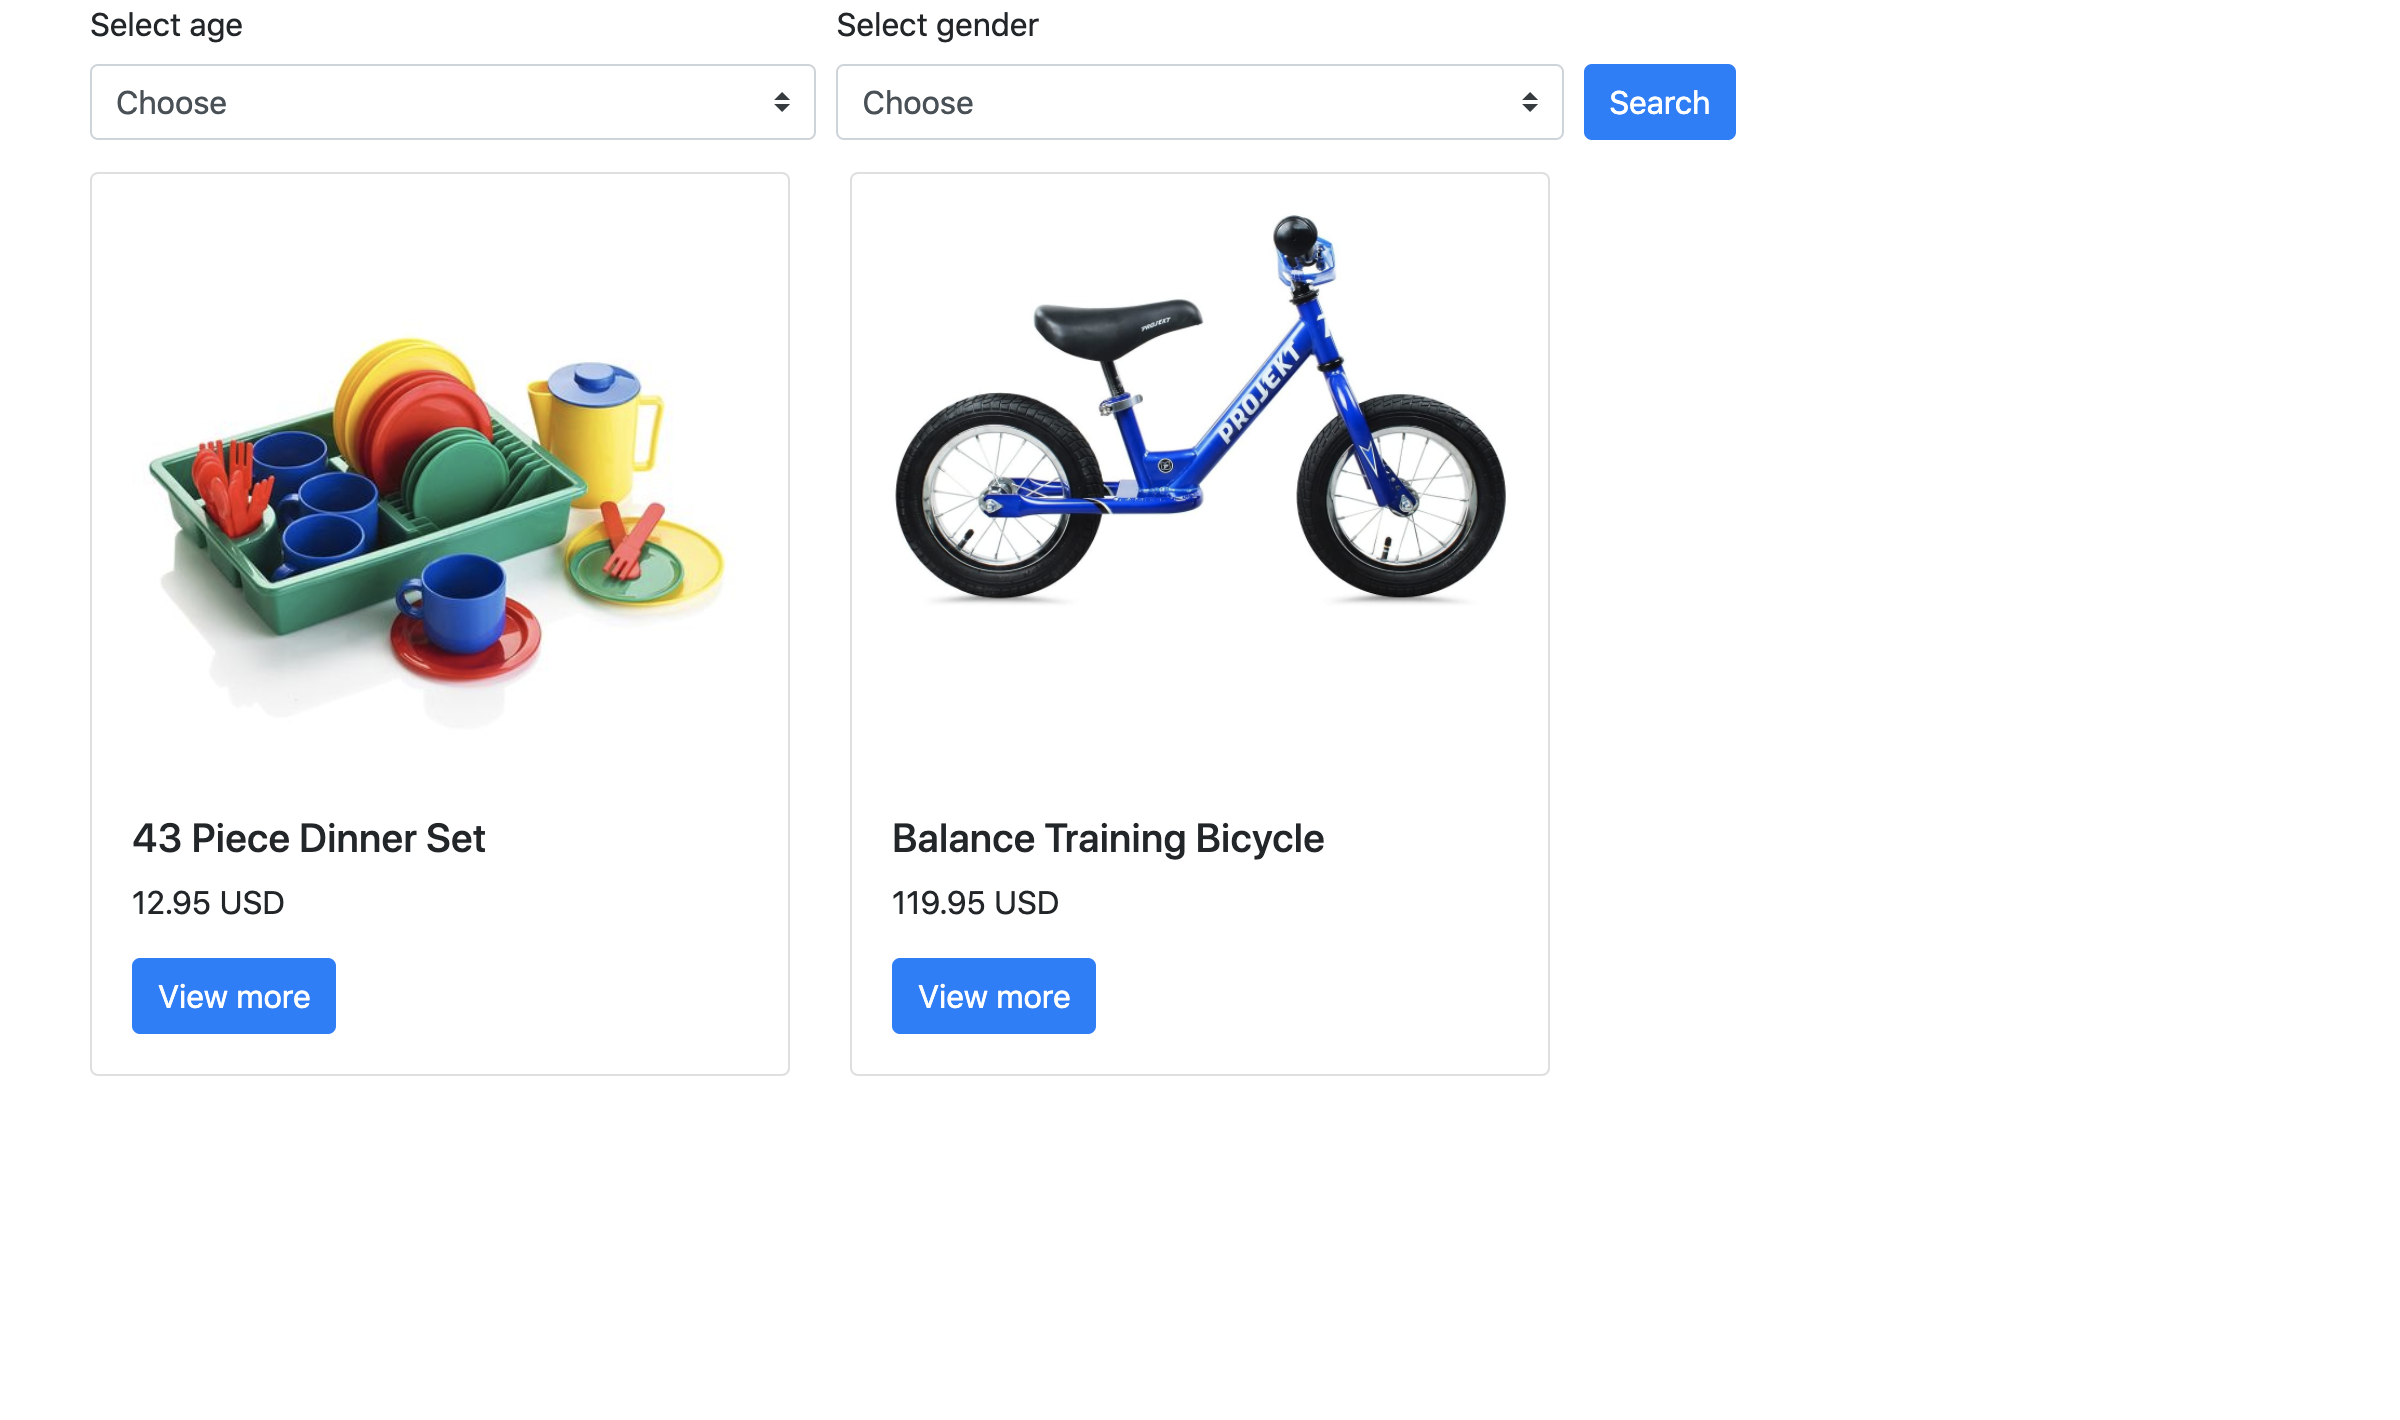 Select age
Select gender
Choose
Choose
Search
PROJEKT
PROJEKT
43 Piece Dinner Set
Balance Training Bicycle
12.95 USD
119.95 USD
View more
View more